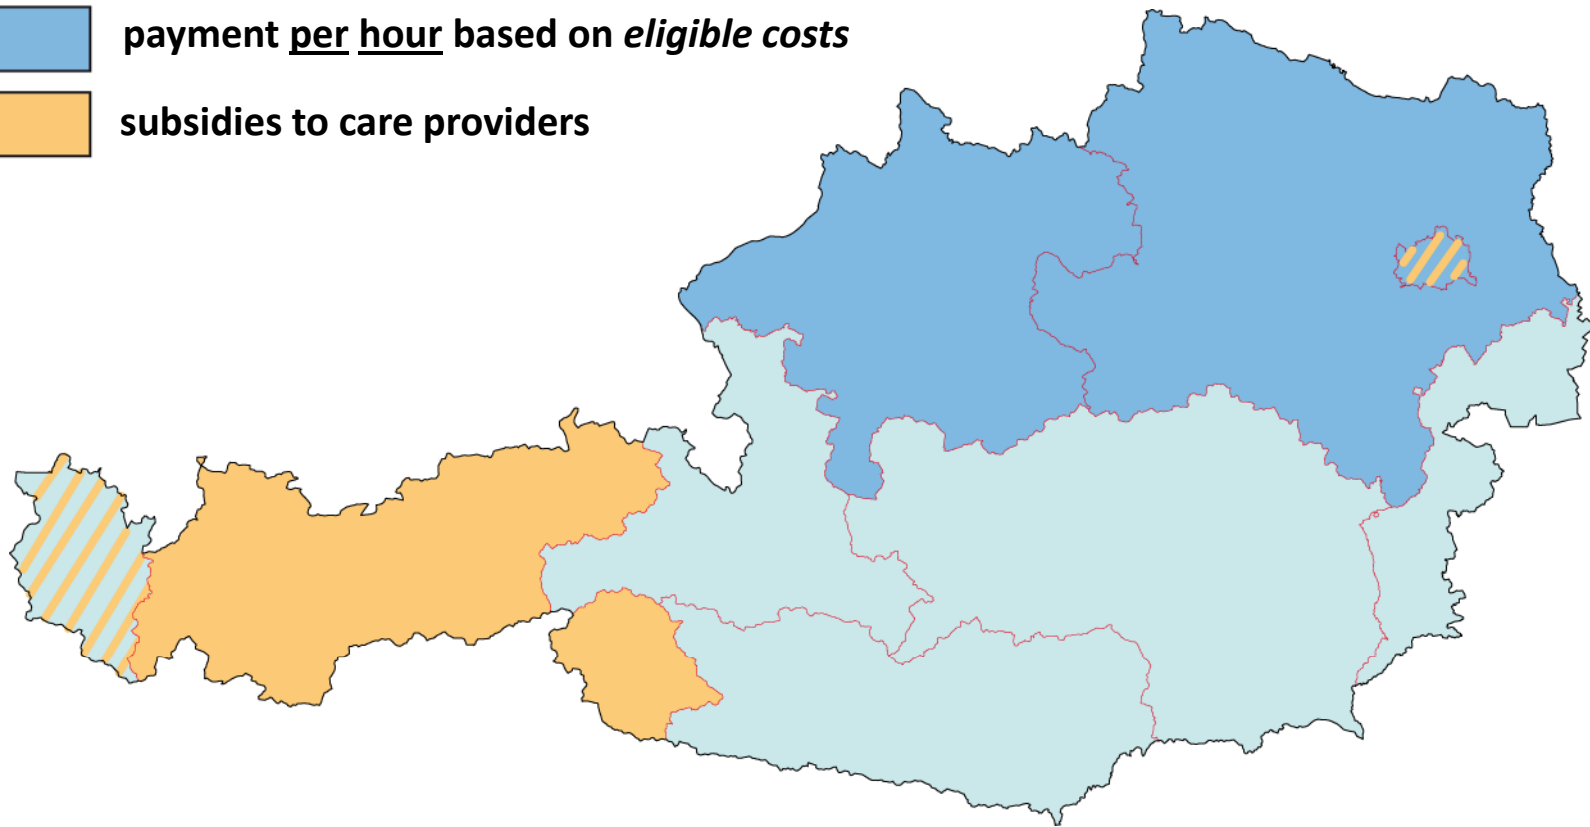 payment per hour based on eligible costs
subsidies to care providers